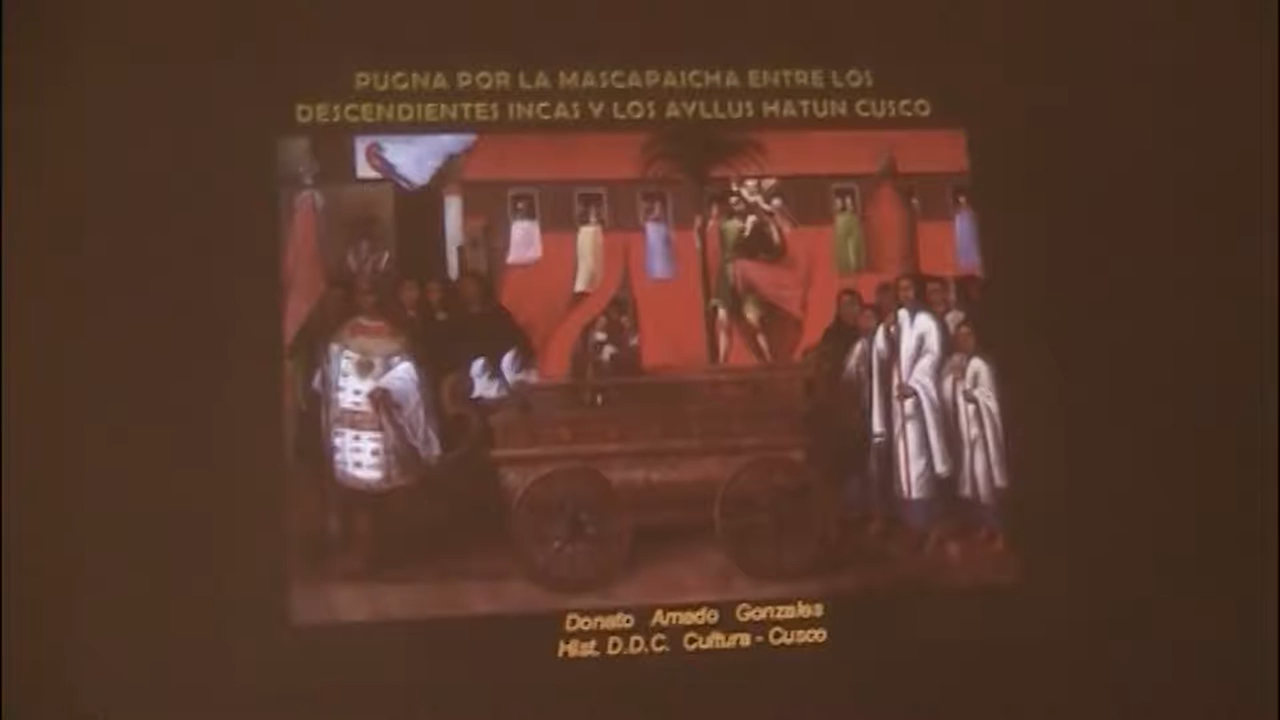 PUGNA POR LA MASCAPAICHA ENTRE LOS
DESCENDIENTES INCAS Y LOS AYLLUS HATUN CUSCO
Donato Amado Gonzales
Hist. D.D.C. Cultura - Cusco